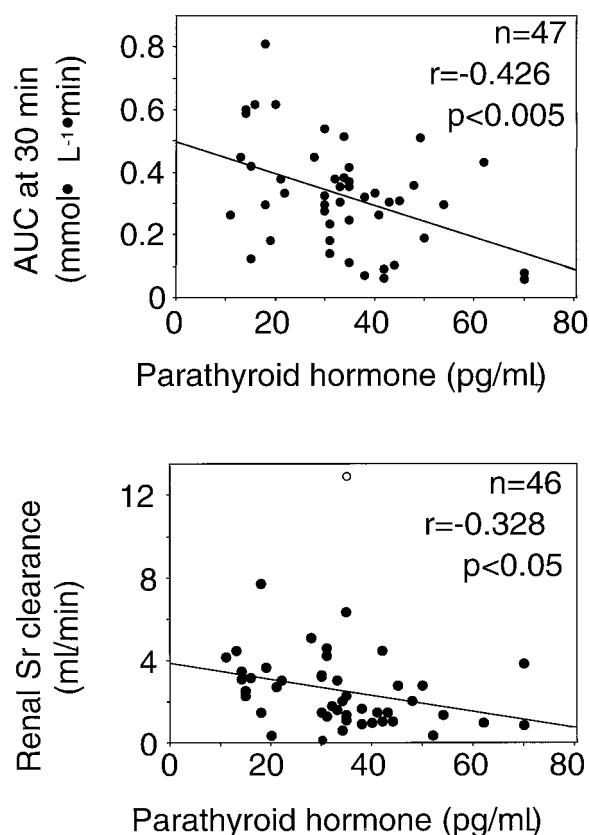 AUC at 30 min
(mmol• L⁻¹•min)
0.8
0.6
0.4
0.2
0
n=47
r=-0.426
p<0.005
0 20 40 60 80
Parathyroid hormone (pg/ml)
Renal Sr clearance
(ml/min)
12
8
4
0
n=46
r=-0.328
p<0.05
0 20 40 60 80
Parathyroid hormone (pg/ml)